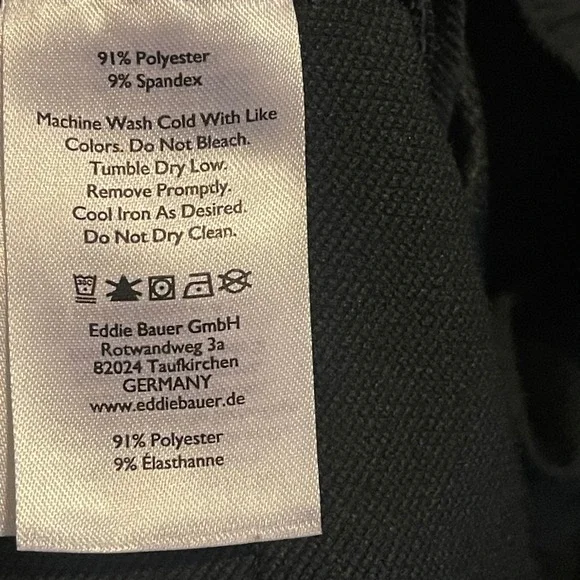 91% Polyester
9% Spandex
Machine Wash Cold With Like
Colors. Do Not Bleach.
Tumble Dry Low.
Remove Promptly.
Cool Iron As Desired.
Do Not Dry Clean.
Eddie Bauer GmbH
Rotwandweg 3a
82024 Taufkirchen
GERMANY
www.eddiebauer.de
91% Polyester
9% Élasthanne